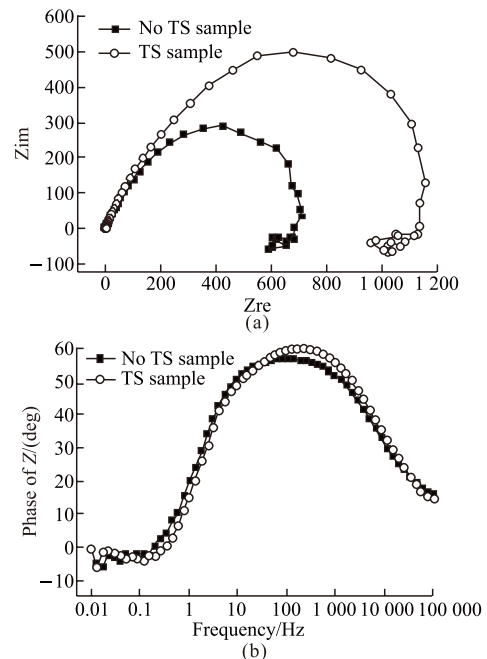 600
500
400
300
200
100
0
−100
Zim
No TS sample
TS sample
0 200 400 600 800 1 000 1 200
Zre
(a)
60
50
40
30
20
10
0
−10
Phase of Z/(deg)
No TS sample
TS sample
0.01 0.1 1 10 100 1 000 10 000 100 000
Frequency/Hz
(b)